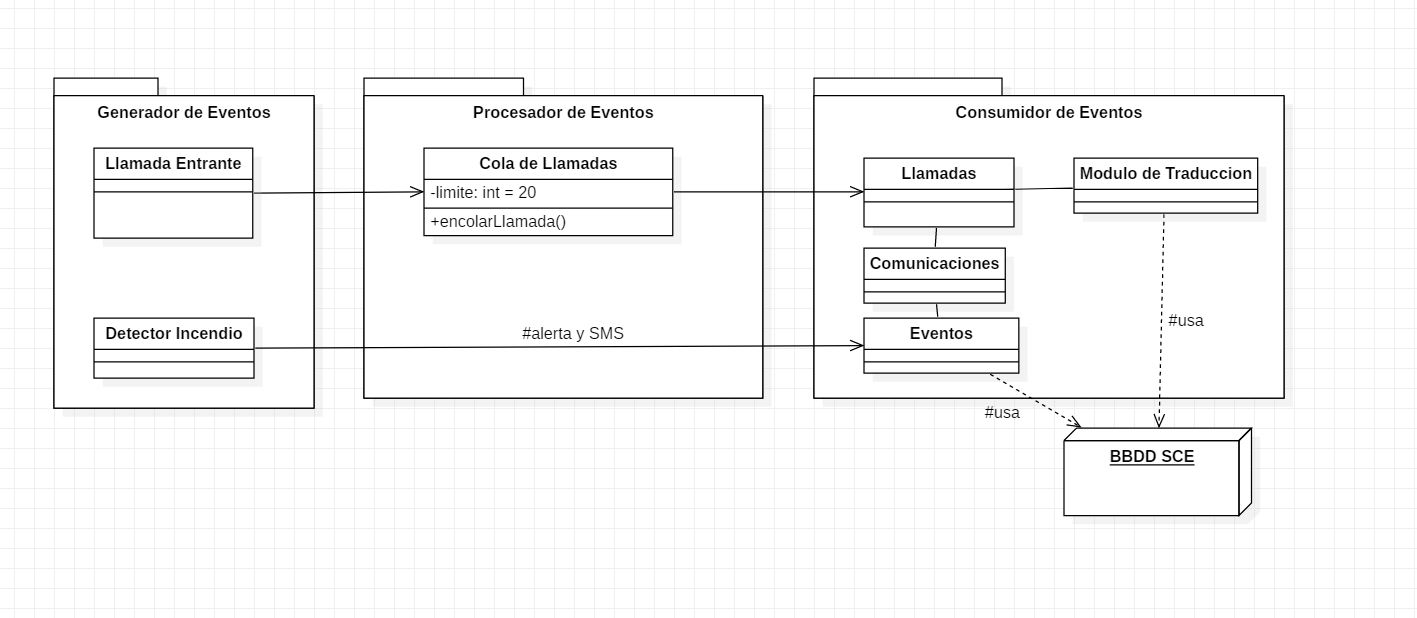 Generador de Eventos
Procesador de Eventos
Consumidor de Eventos
Llamada Entrante
Cola de Llamadas
-limite: int = 20
+encolarLlamada()
Llamadas
Modulo de Traduccion
Comunicaciones
Detector Incendio
#alerta y SMS
Eventos
#usa
#usa
BBDD SCE